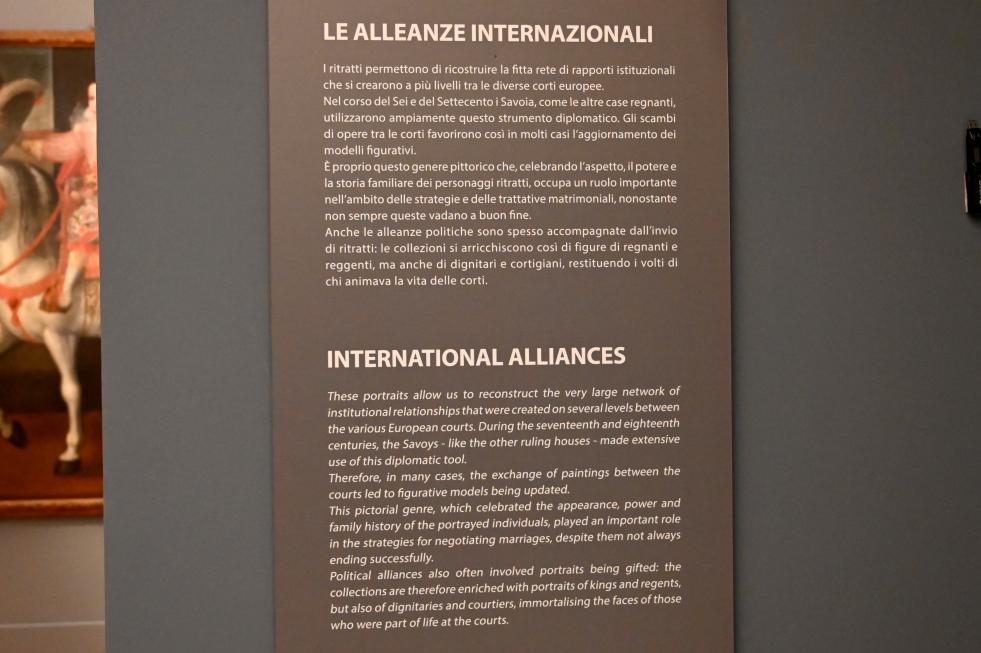 LE ALLEANZE INTERNAZIONALI
I ritratti permettono di ricostruire la fitta rete di rapporti istituzionali
che si crearono a più livelli tra le diverse corti europee.
Nel corso del Sei e del Settecento i Savoia, come le altre case regnanti,
utilizzarono ampiamente questo strumento diplomatico. Gli scambi
di opere tra le corti favorirono così in molti casi l'aggiornamento dei
modelli figurativi.
È proprio questo genere pittorico che, celebrando l'aspetto, il potere e
la storia familiare dei personaggi ritratti, occupa un ruolo importante
nell'ambito delle strategie e delle trattative matrimoniali, nonostante
non sempre queste vadano a buon fine.
Anche le alleanze politiche sono spesso accompagnate dall'invio
di ritratti: le collezioni si arricchiscono così di figure di regnanti e
reggenti, ma anche di dignitari e cortigiani, restituendo i volti di
chi animava la vita delle corti.
INTERNATIONAL ALLIANCES
These portraits allow us to reconstruct the very large network of
institutional relationships that were created on several levels between
the various European courts. During the seventeenth and eighteenth
centuries, the Savoys - like the other ruling houses - made extensive
use of this diplomatic tool.
Therefore, in many cases, the exchange of paintings between the
courts led to figurative models being updated.
This pictorial genre, which celebrated the appearance, power and
family history of the portrayed individuals, played an important role
in the strategies for negotiating marriages, despite them not always
ending successfully.
Political alliances also often involved portraits being gifted: the
collections are therefore enriched with portraits of kings and regents,
but also of dignitaries and courtiers, immortalising the faces of those
who were part of life at the courts.